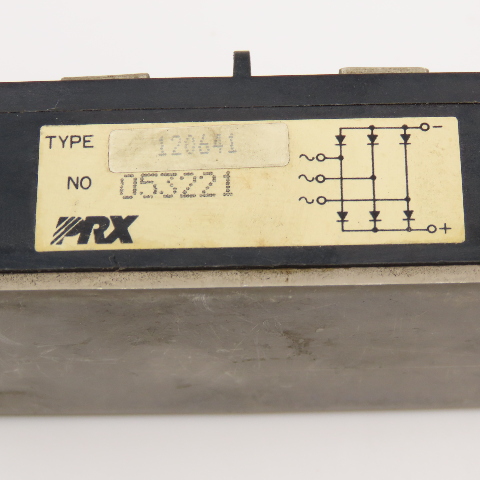 TYPE 120641
NO
PRX
~ -
~
~ +